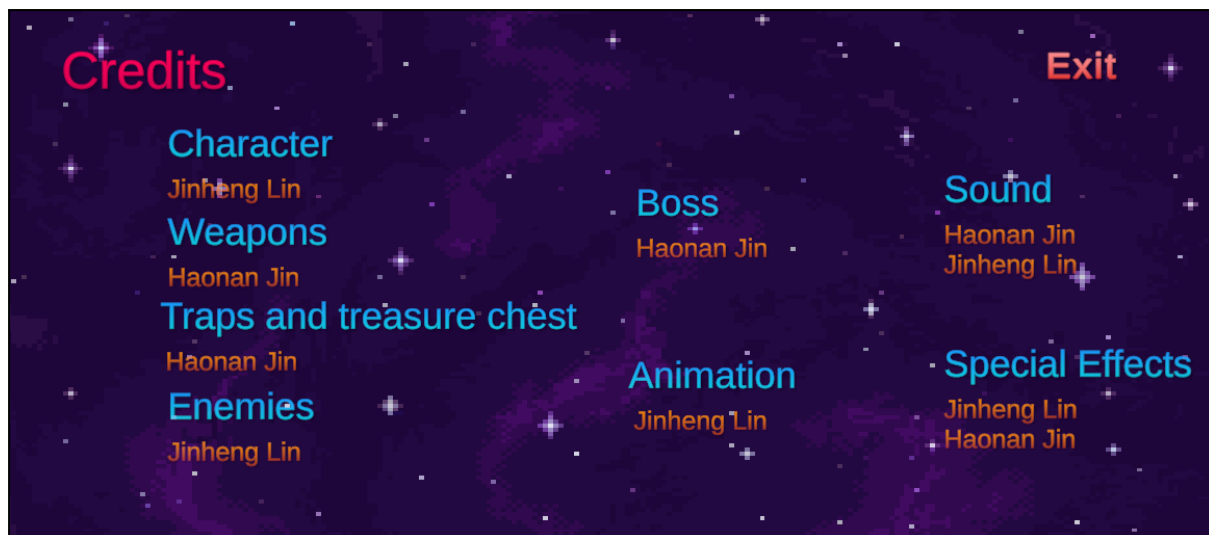 Credits
Exit
Character
Jinheng Lin
Weapons
Haonan Jin
Traps and treasure chest
Haonan Jin
Enemies
Jinheng Lin
Boss
Haonan Jin
Animation
Jinheng Lin
Sound
Haonan Jin
Jinheng Lin
Special Effects
Jinheng Lin
Haonan Jin